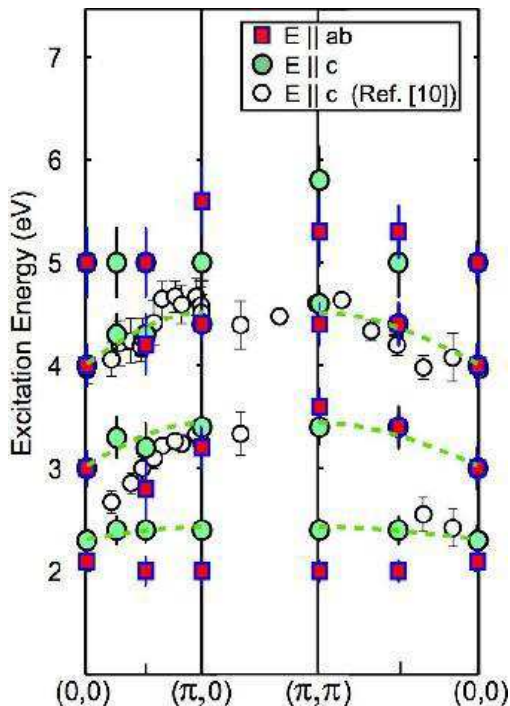 7
6
5
4
3
2
Excitation Energy (eV)
E || ab
E || c
E || c (Ref. [10])
(0,0)
(π,0)
(π,π)
(0,0)